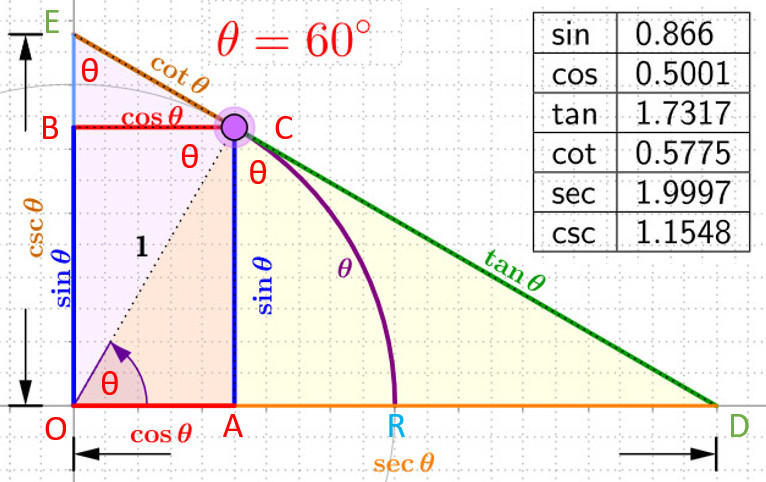 E
θ = 60°
sin 0.866
cos 0.5001
tan 1.7317
cot 0.5775
sec 1.9997
csc 1.1548
θ
cot θ
B
cos θ
C
θ
θ
csc θ
sin θ
1
sin θ
θ
tan θ
θ
O
A
R
D
cos θ
sec θ